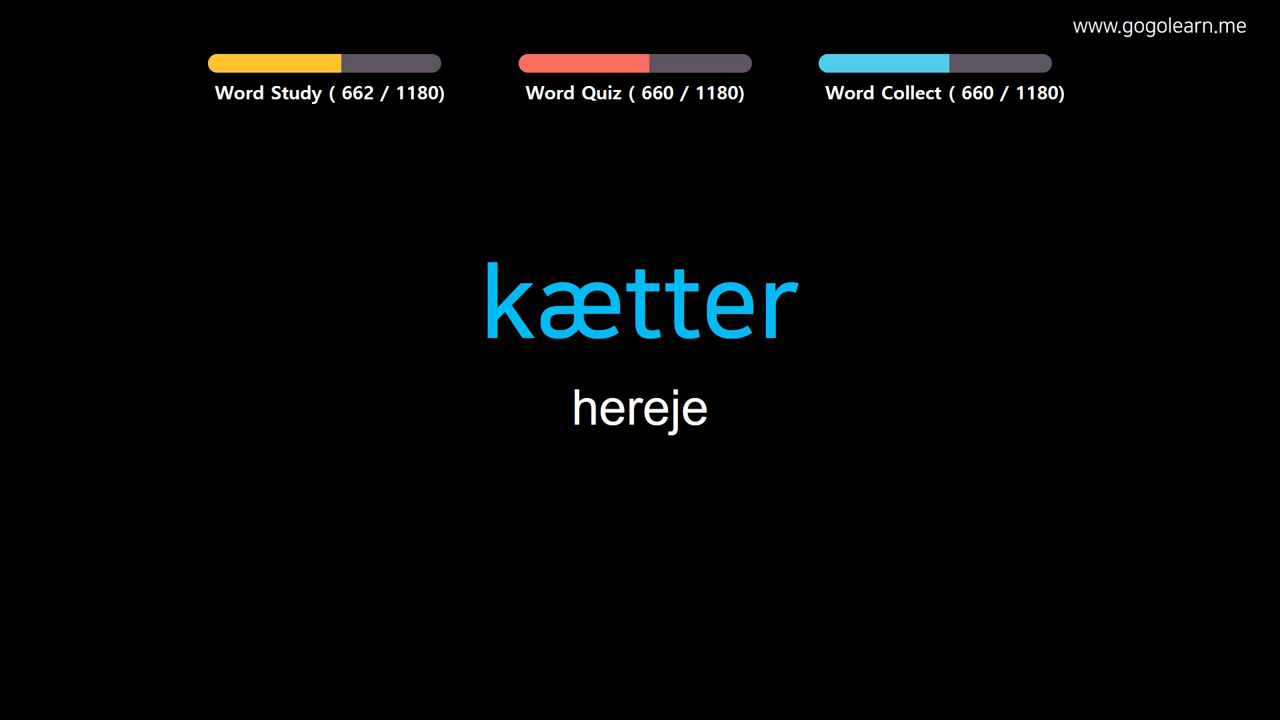 www.gogolearn.me
Word Study ( 662 / 1180) Word Quiz ( 660 / 1180) Word Collect ( 660 / 1180)
kætter
hereje